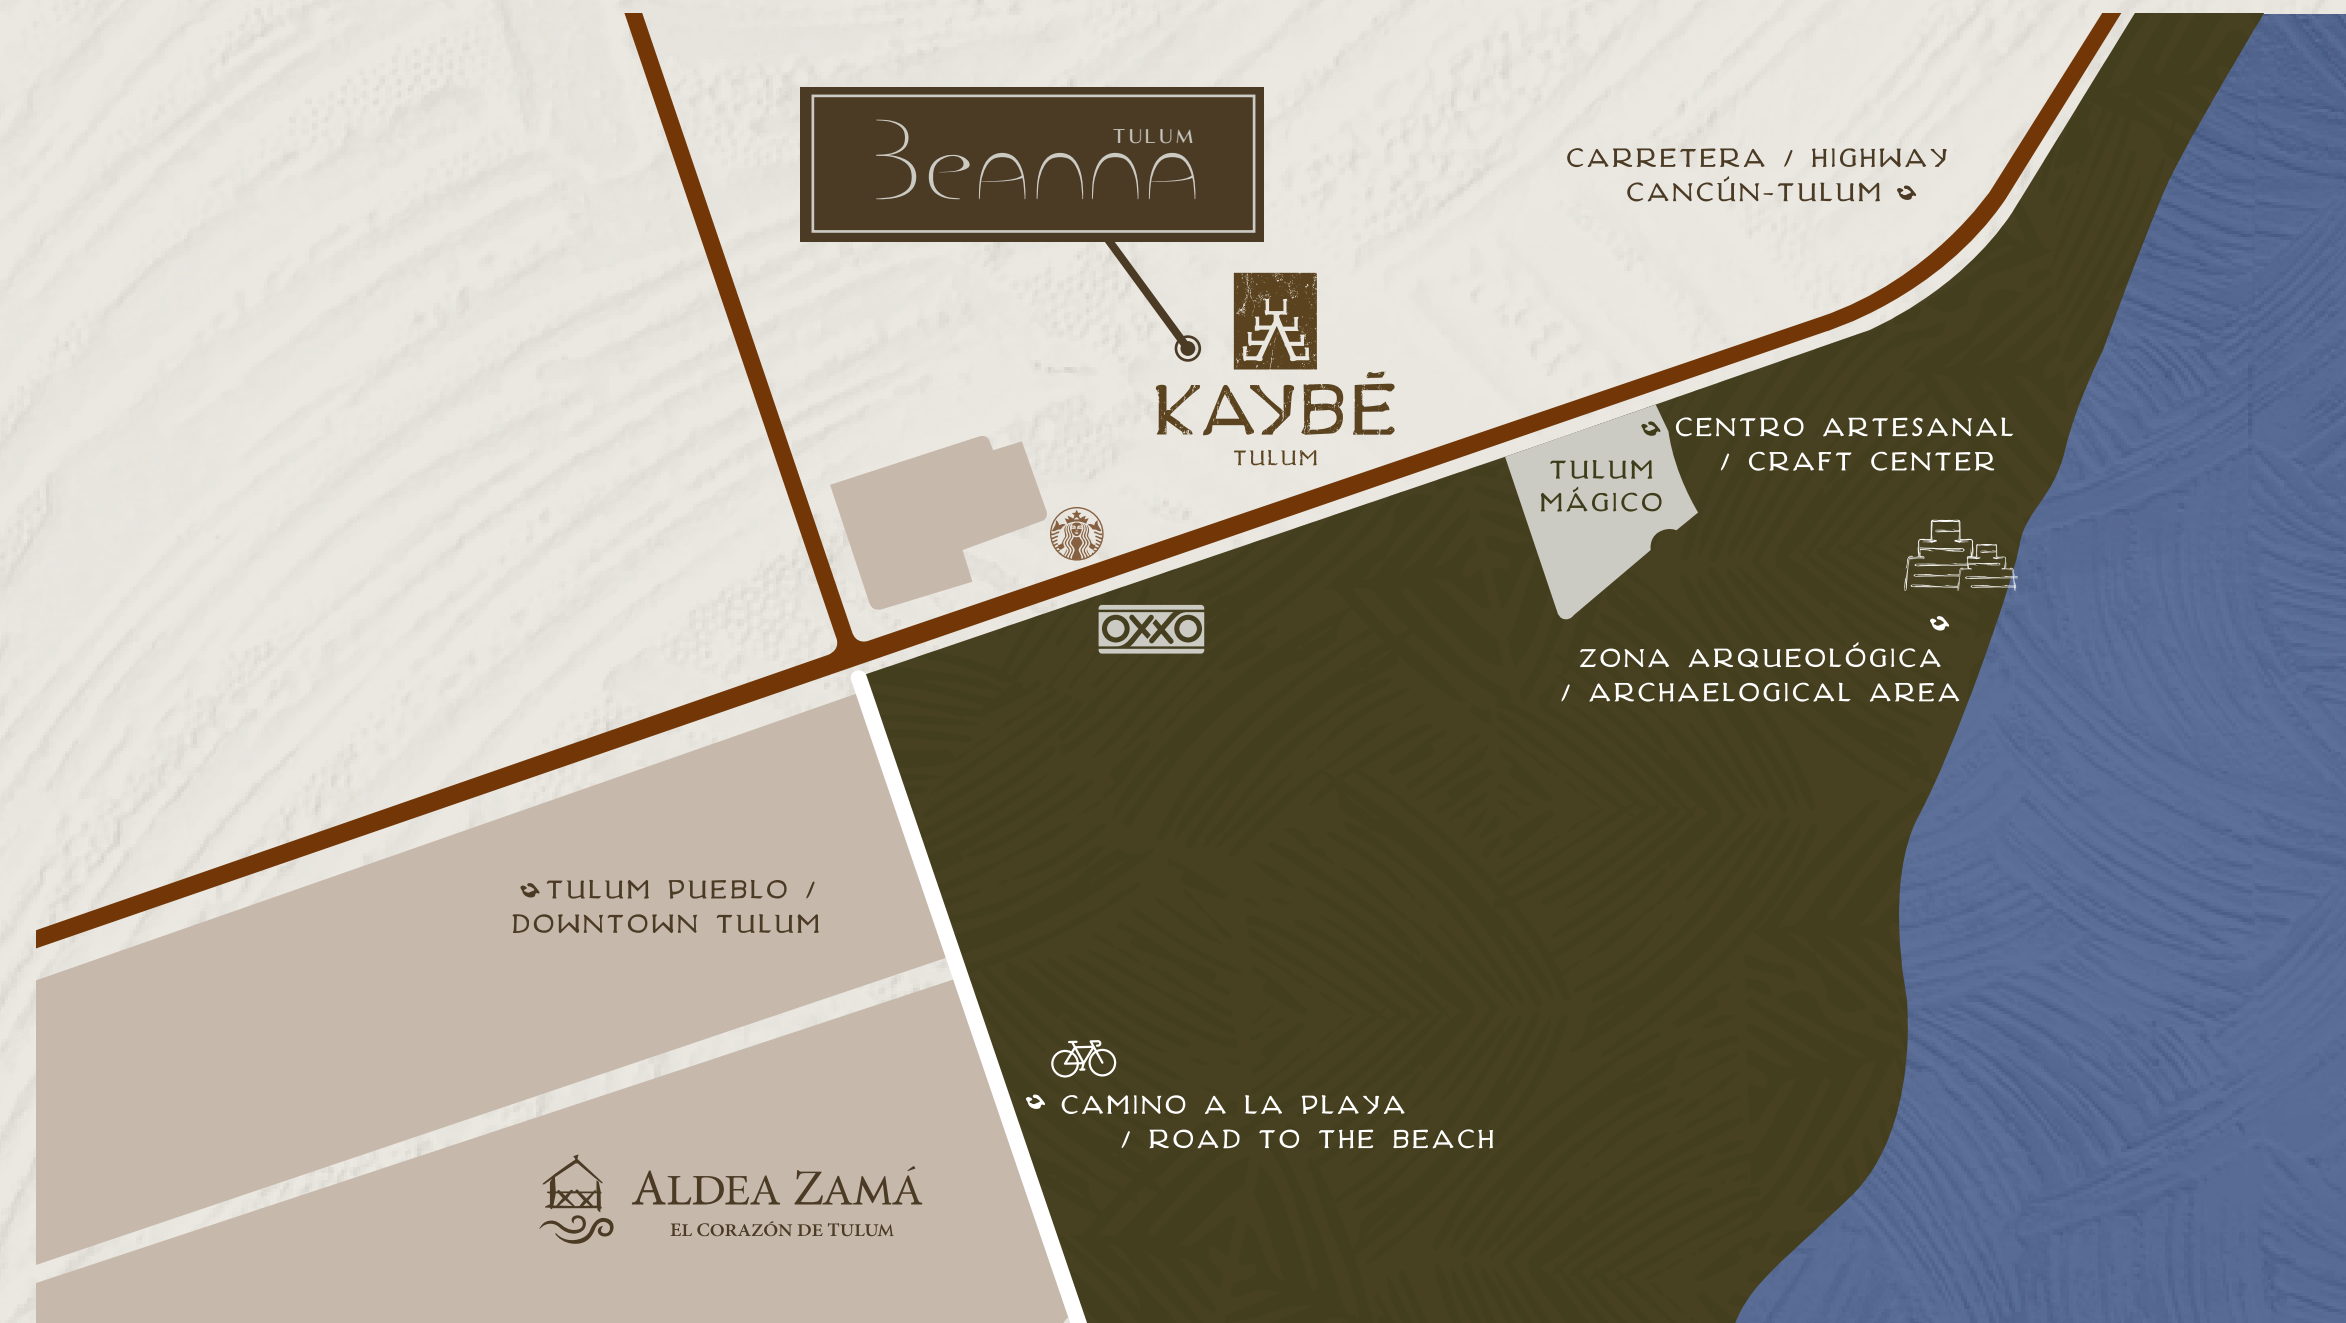 TULUM
Beanna
CARRETERA / HIGHWAY
CANCÚN-TULUM
KAYBÉ
TULUM
CENTRO ARTESANAL
/ CRAFT CENTER
TULUM
MÁGICO
OXXO
ZONA ARQUEOLÓGICA
/ ARCHAELOGICAL AREA
TULUM PUEBLO /
DOWNTOWN TULUM
CAMINO A LA PLAYA
/ ROAD TO THE BEACH
ALDEA ZAMÁ
EL CORAZÓN DE TULUM